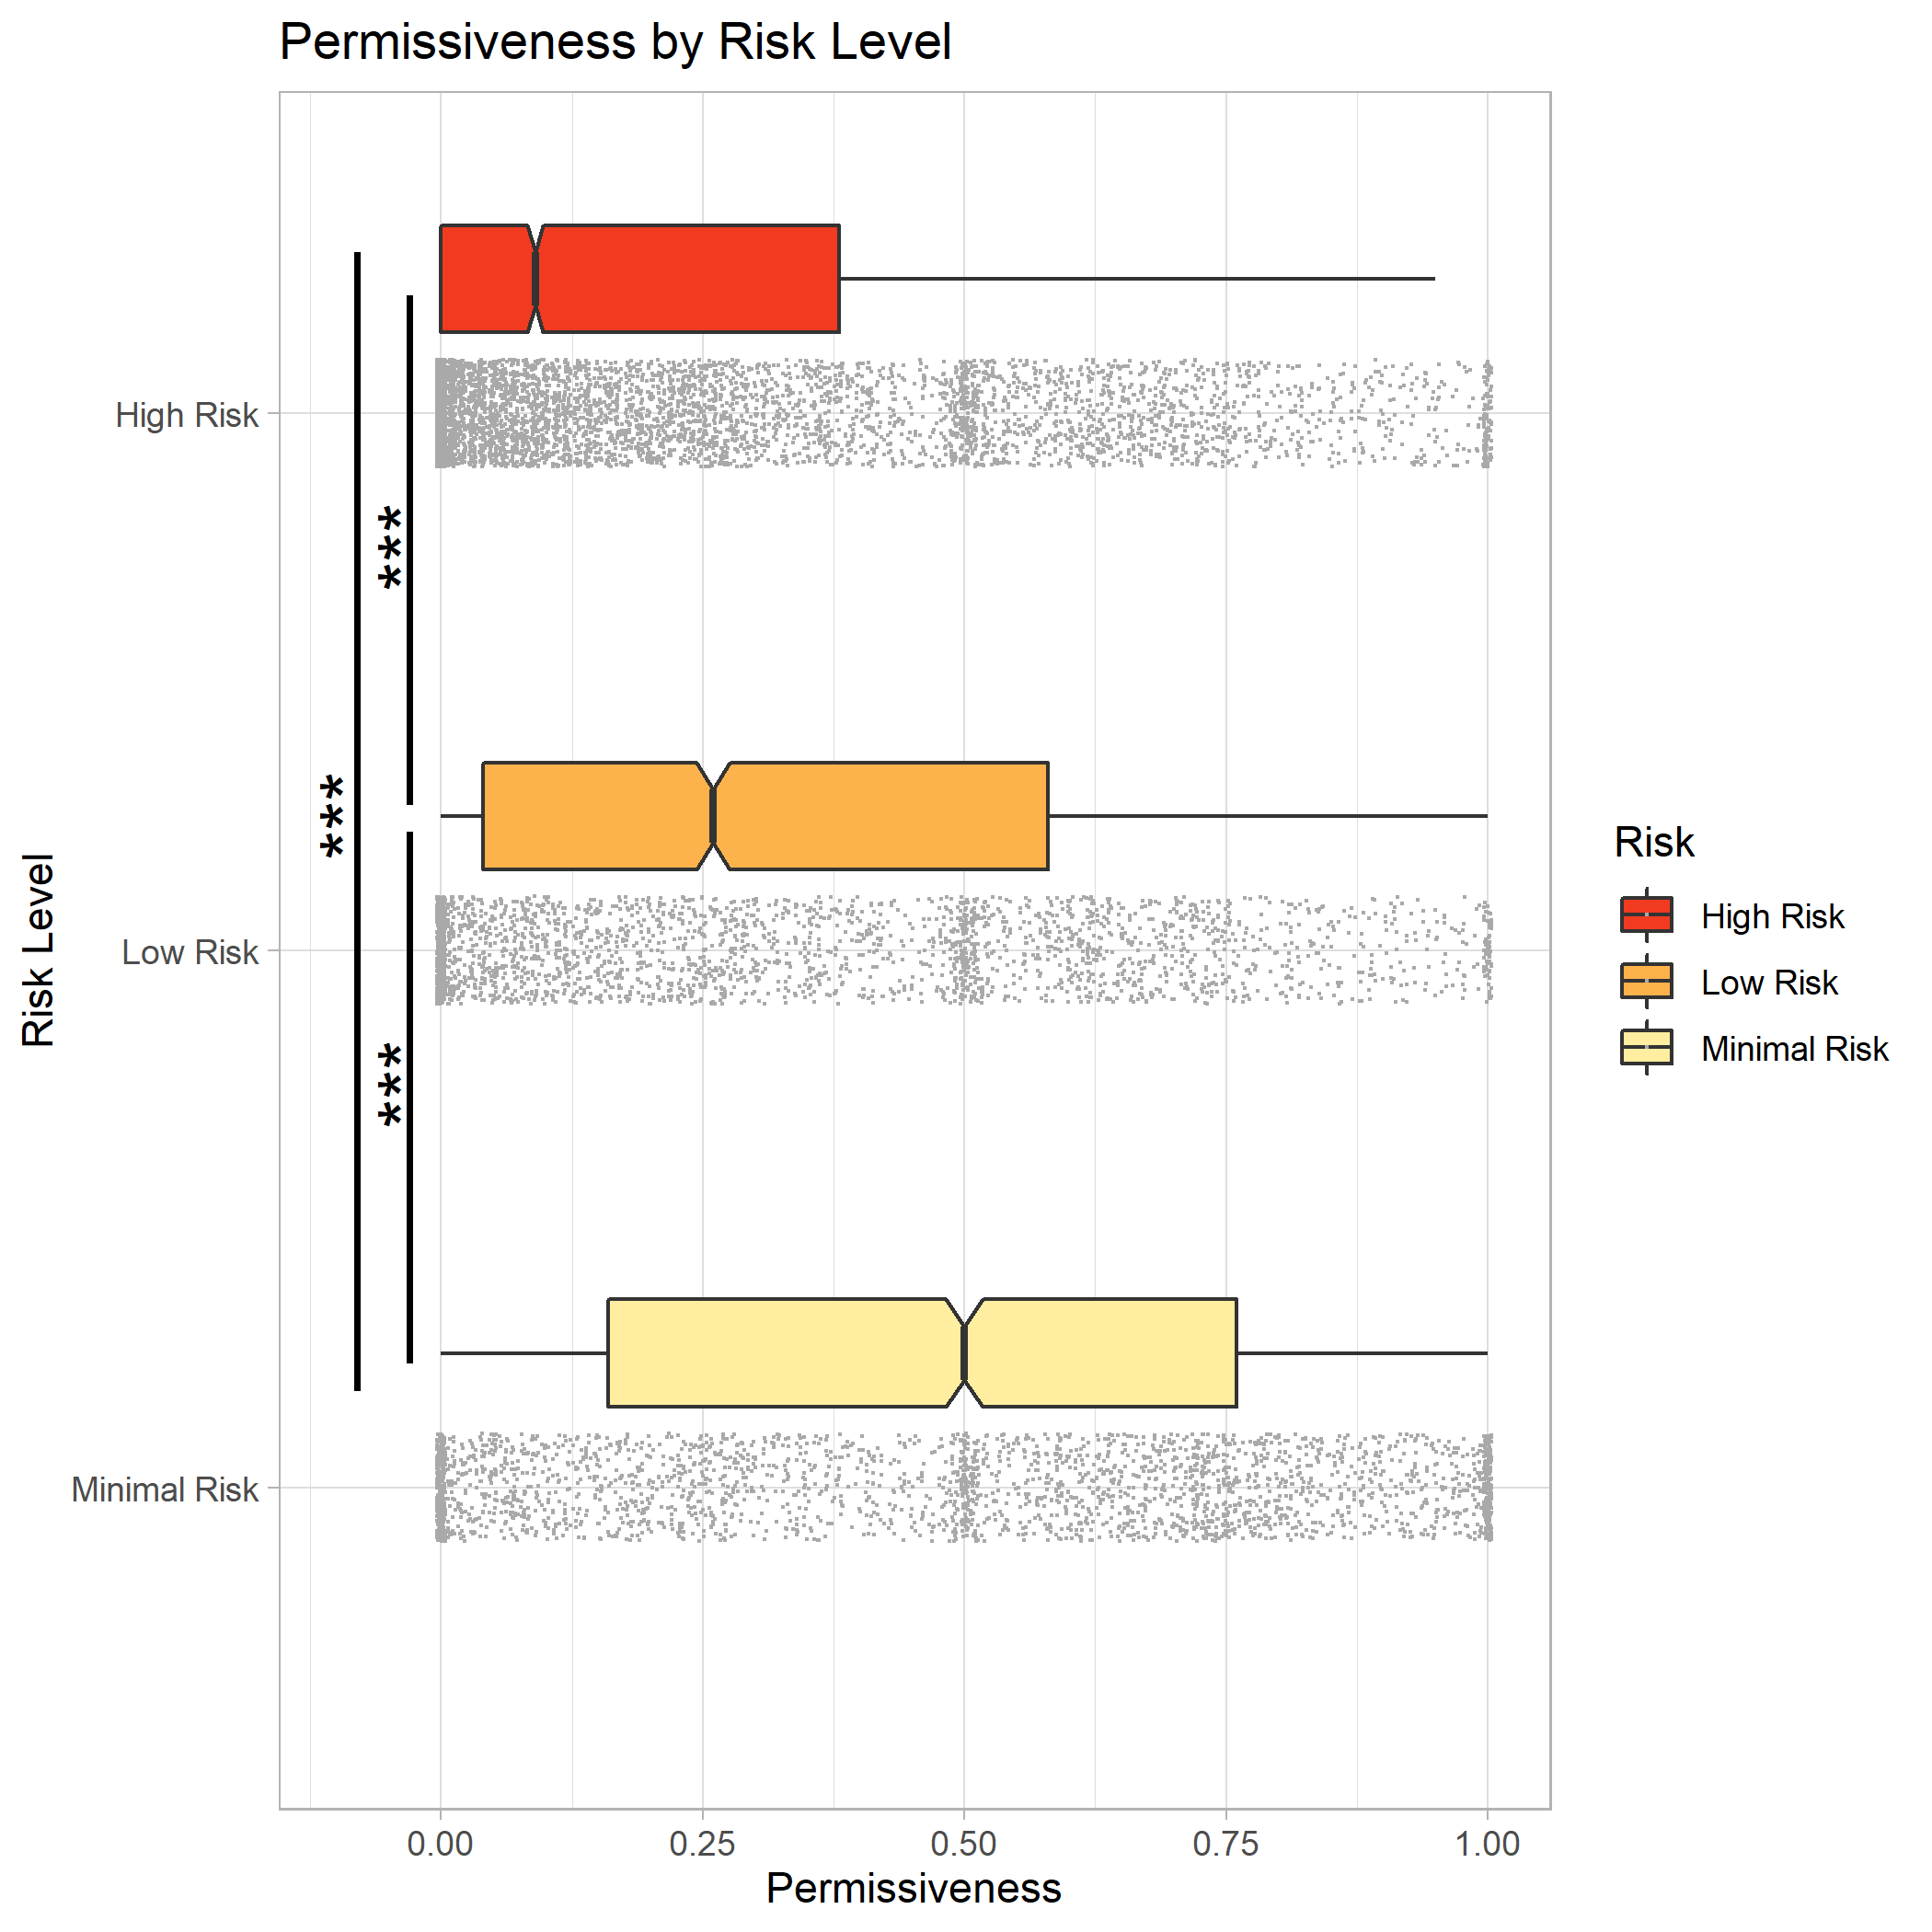 Permissiveness by Risk Level
Risk Level
High Risk
Low Risk
Minimal Risk
***
***
***
0.00 0.25 0.50 0.75 1.00
Permissiveness
Risk
High Risk
Low Risk
Minimal Risk